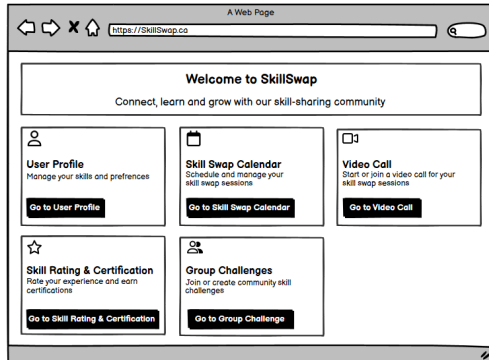 A Web Page
https://SkillSwap.ca
Welcome to SkillSwap
Connect, learn and grow with our skill-sharing community
User Profile
Manage your skills and prefrences
Go to User Profile
Skill Swap Calendar
Schedule and manage your
skill swap sessions
Go to Skill Swap Calendar
Video Call
Start or join a video call for your
skill swap sessions
Go to Video Call
Skill Rating & Certification
Rate your experience and earn
certifications
Go to Skill Rating & Certification
Group Challenges
Join or create community skill
challenges
Go to Group Challenge